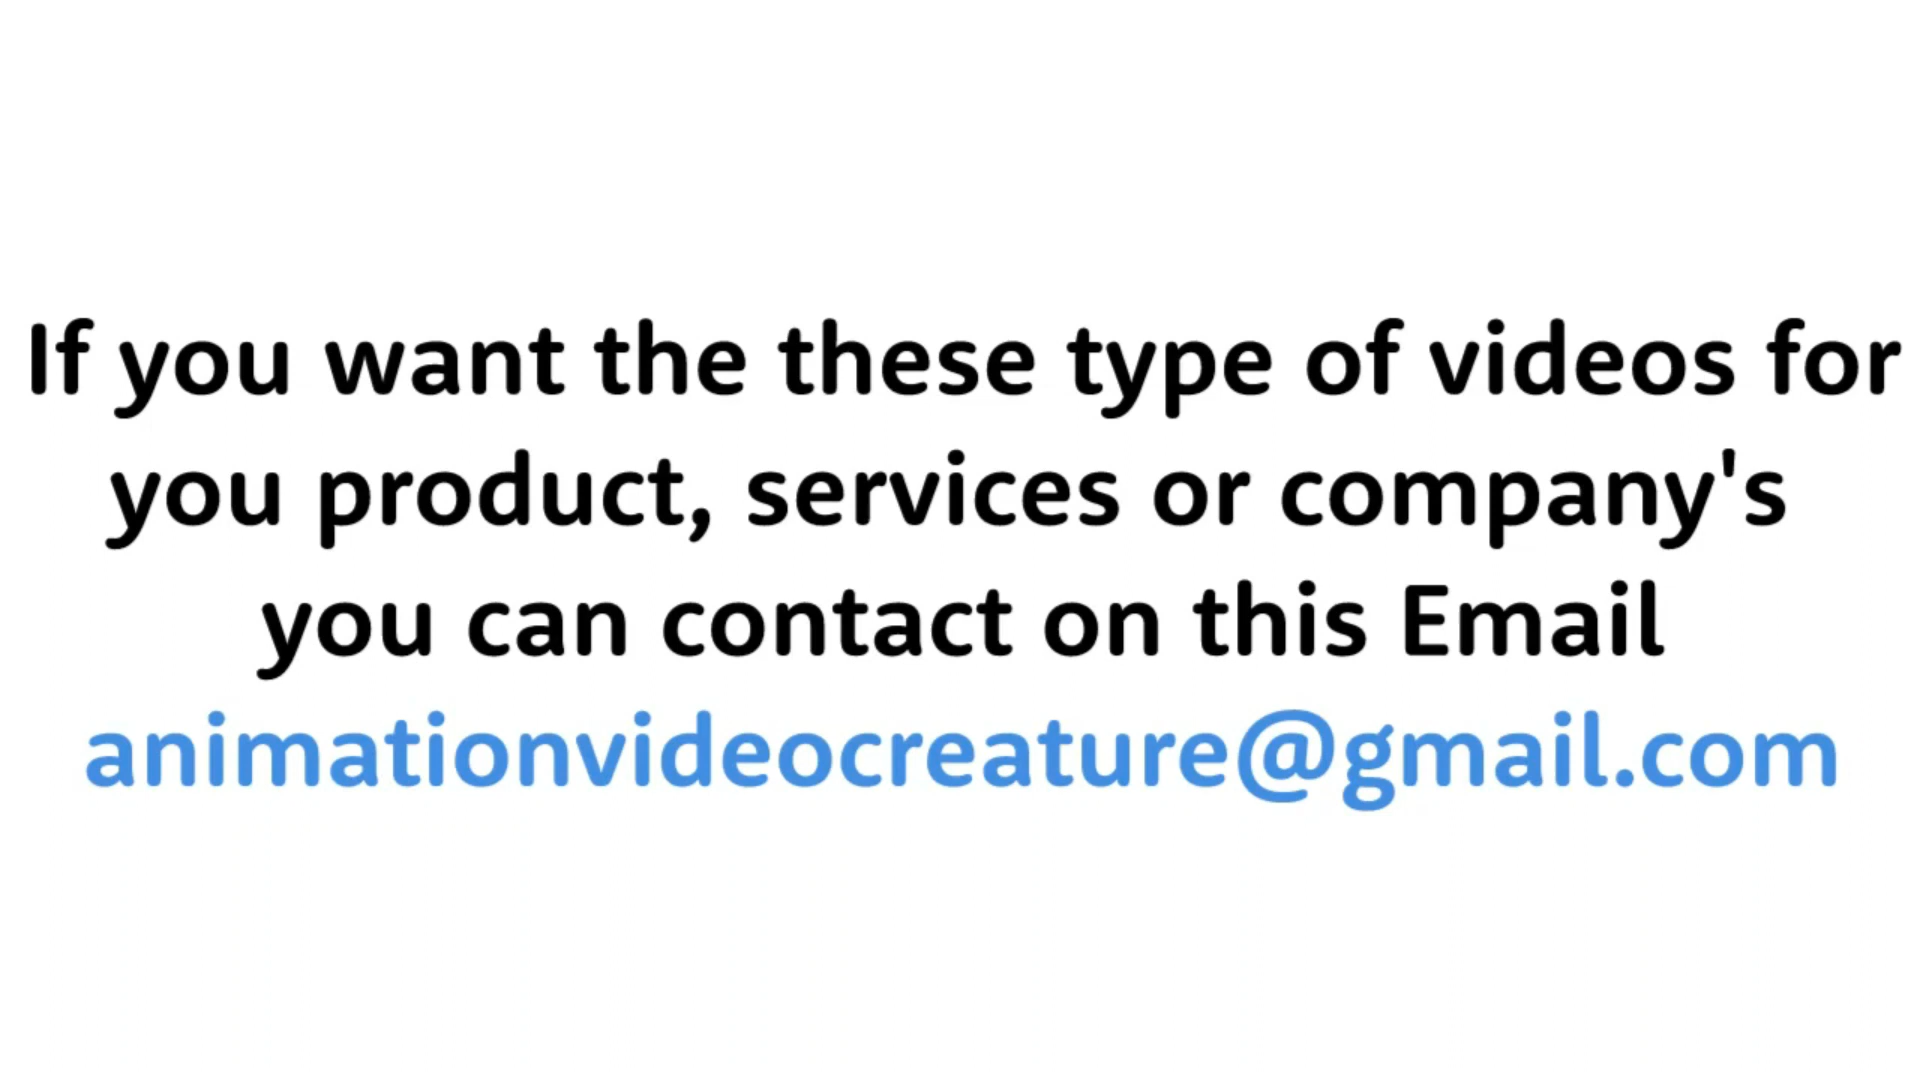 If you want the these type of videos for
you product, services or company's
you can contact on this Email
animationvideocreature@gmail.com